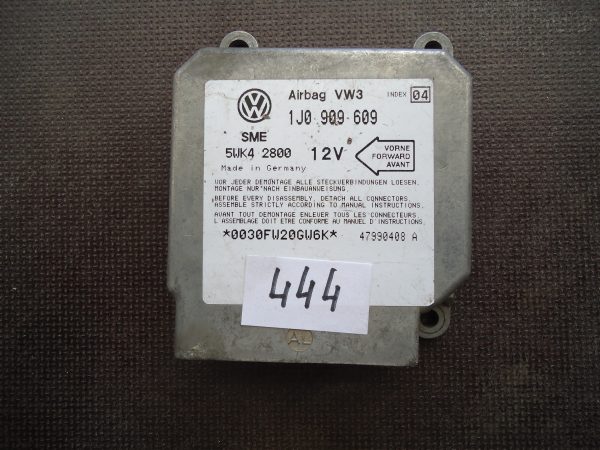 Airbag VW3 INDEX 04
1J0 909 609
SME
5WK4 2800 12V
VORNE
FORWARD
AVANT
Made in Germany
VOR JEDER DEMONTAGE ALLE STECKVERBINDUNGEN LOESEN.
MONTAGE NUR NACH EINBAUANWEISUNG.
BEFORE EVERY DISASSEMBLY, DETACH ALL CONNECTORS.
ASSEMBLE STRICTLY ACCORDING TO MANUAL INSTRUCTIONS.
AVANT TOUT DEMONTAGE ENLEVER TOUS LES CONNECTEURS.
L ASSEMBLAGE DOIT ETRE CONFORME AU MANUEL D'INSTRUCTIONS.
*0030FW20GW6K* 47990408 A
444